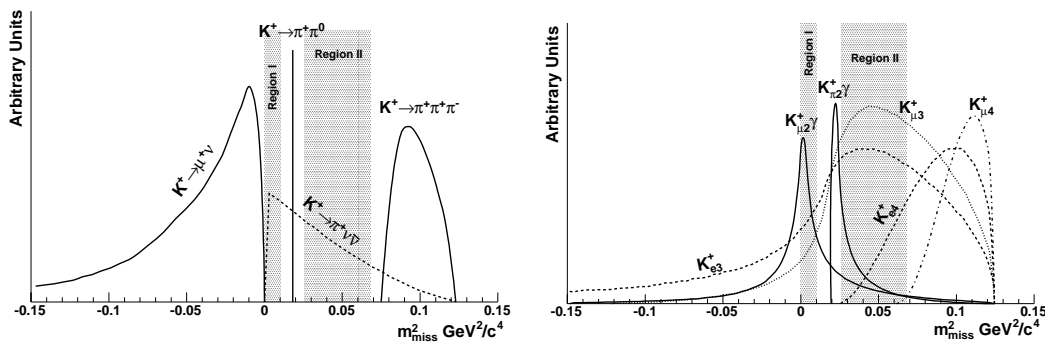 Arbitrary Units
K⁺→π⁺π⁰
Region I
Region II
K⁺→π⁺π⁺π⁻
K⁺→μ⁺ν
K⁺→π⁺νν̅
-0.15 -0.1 -0.05 0 0.05 0.1 0.15
m²miss GeV²/c⁴
Arbitrary Units
Region I
Region II
K⁺π2γ
K⁺μ2γ
K⁺μ3
K⁺μ4
K⁺e4
K⁺e3
-0.15 -0.1 -0.05 0 0.05 0.1 0.15
m²miss GeV²/c⁴